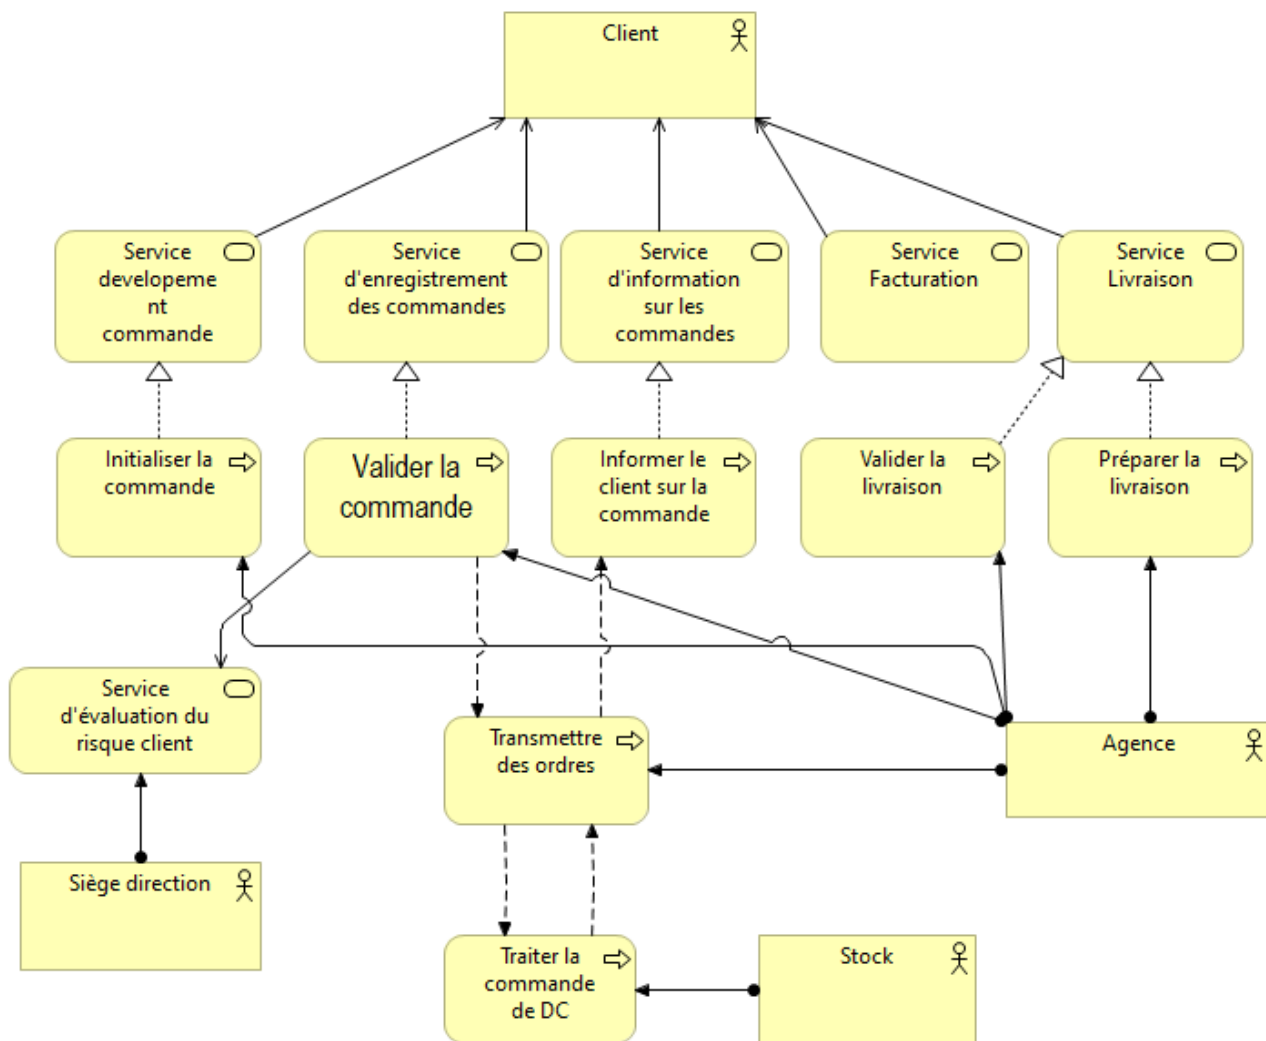 Client
Service
developeme
nt
commande
Service
d'enregistrement
des commandes
Service
d'information
sur les
commandes
Service
Facturation
Service
Livraison
Initialiser la
commande
Valider la
commande
Informer le
client sur la
commande
Valider la
livraison
Préparer la
livraison
Service
d'évaluation du
risque client
Transmettre
des ordres
Agence
Siège direction
Traiter la
commande
de DC
Stock